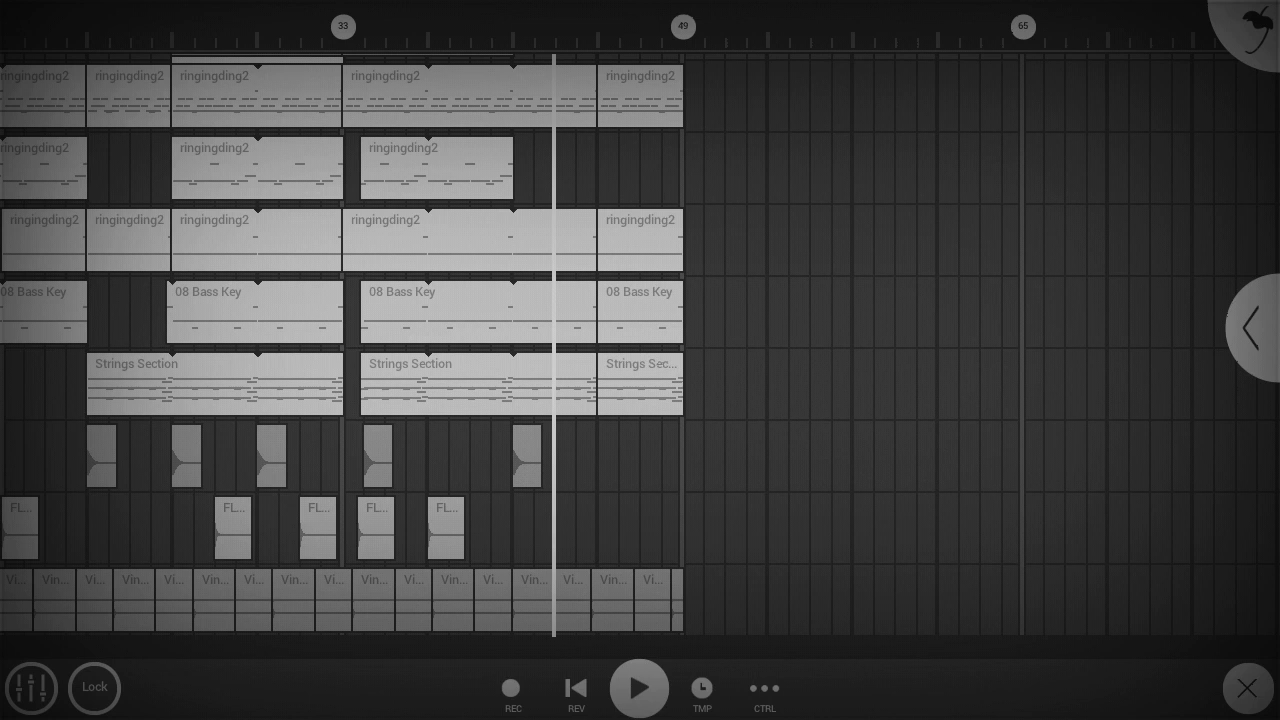 33 49 65
ringingding2 ringingding2 ringingding2 ringingding2 ringingding2
ringingding2 ringingding2 ringingding2
ringingding2 ringingding2 ringingding2 ringingding2 ringingding2
08 Bass Key 08 Bass Key 08 Bass Key 08 Bass Key
Strings Section Strings Section Strings Sec...
FL... FL... FL... FL... FL...
Vi... Vin... Vi... Vin... Vi... Vin... Vi... Vin... Vi... Vin... Vi... Vin... Vi... Vin... Vi... Vin... Vi...
Lock
REC REV TMP CTRL